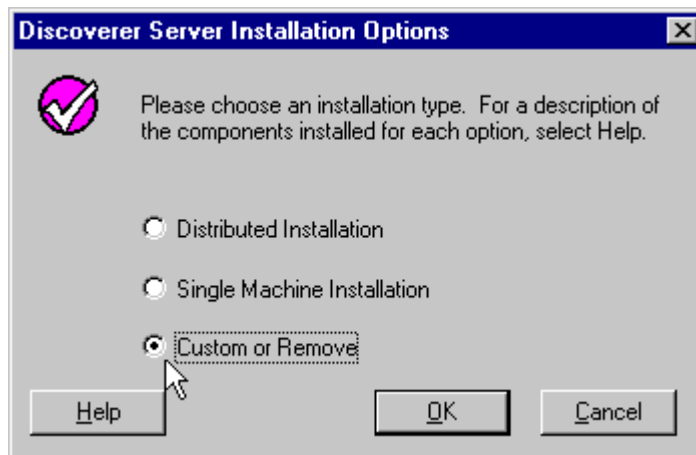 Discoverer Server Installation Options
Please choose an installation type. For a description of
the components installed for each option, select Help.
Distributed Installation
Single Machine Installation
Custom or Remove
Help
OK
Cancel